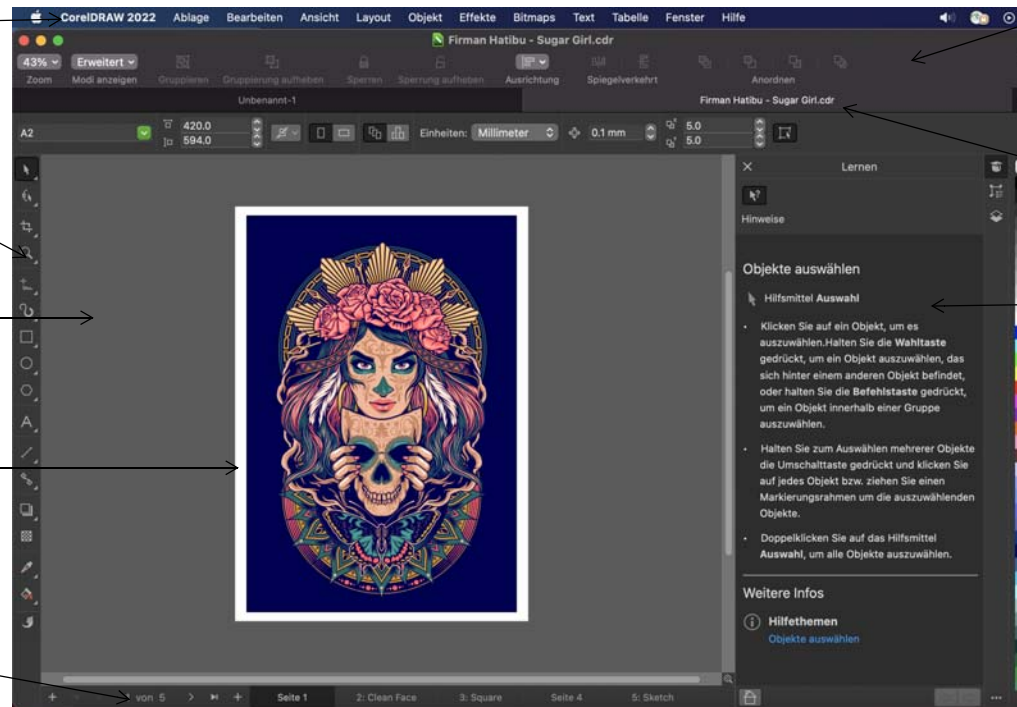 CorelDRAW 2022 Ablage Bearbeiten Ansicht Layout Objekt Effekte Bitmaps Text Tabelle Fenster Hilfe
Firman Hatibu - Sugar Girl.cdr
43% Erweitert
Zoom Modi anzeigen Gruppieren Gruppierung aufheben Sperren Sperrung aufheben Ausrichtung Spiegelverkehrt Anordnen
Unbenannt-1 Firman Hatibu - Sugar Girl.cdr
A2 420.0 594.0 Einheiten: Millimeter 0.1 mm 5.0 5.0
Lernen
Hinweise
Objekte auswählen
Hilfsmittel Auswahl
• Klicken Sie auf ein Objekt, um es
auszuwählen.Halten Sie die Wahltaste
gedrückt, um ein Objekt auszuwählen, das
sich hinter einem anderen Objekt befindet,
oder halten Sie die Befehlstaste gedrückt,
um ein Objekt innerhalb einer Gruppe
auszuwählen.
• Halten Sie zum Auswählen mehrerer Objekte
die Umschalttaste gedrückt und klicken Sie
auf jedes Objekt bzw. ziehen Sie einen
Markierungsrahmen um die auszuwählenden
Objekte.
• Doppelklicken Sie auf das Hilfsmittel
Auswahl, um alle Objekte auszuwählen.
Weitere Infos
Hilfethemen
Objekte auswählen
von 5 Seite 1 2: Clean Face 3: Square Seite 4 5: Sketch